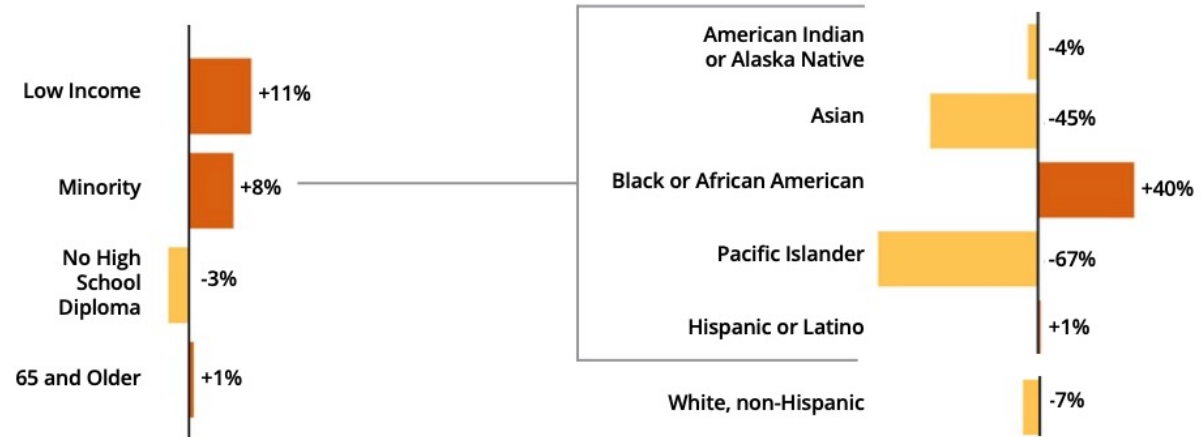 Low Income
+11%
Minority
+8%
No High
School
Diploma
-3%
65 and Older
+1%
American Indian
or Alaska Native
-4%
Asian
-45%
Black or African American
+40%
Pacific Islander
-67%
Hispanic or Latino
+1%
White, non-Hispanic
-7%